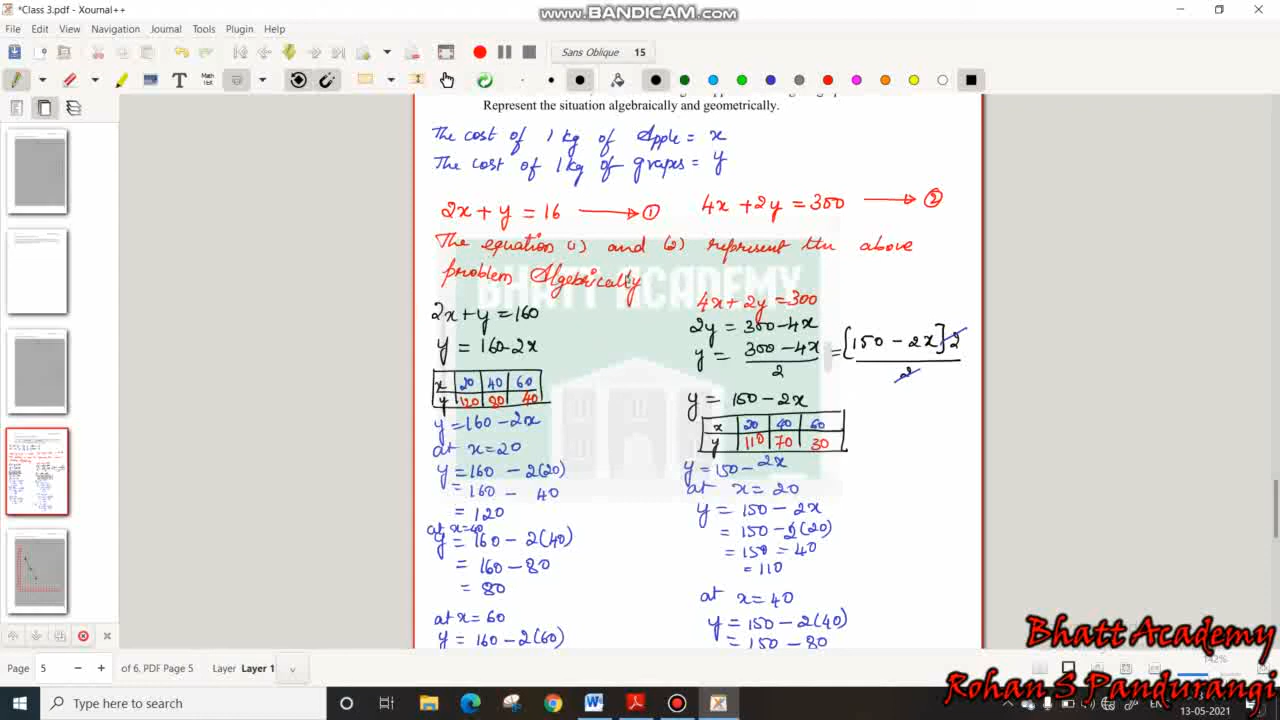 *Class 3.pdf - Xournal++
www.BANDICAM.com
File Edit View Navigation Journal Tools Plugin Help
Sans Oblique 15
Represent the situation algebraically and geometrically.
The cost of 1 kg of Apple = x
The cost of 1 kg of grapes = y
2x + y = 16 ⟶ ① 4x + 2y = 300 ⟶ ②
The equation (1) and (2) represent the above
problem Algebrically
BHATT ACADEMY
2x + y = 160
y = 160 - 2x
x 20 40 60
y 120 80 40
y = 160 - 2x
at x = 20
y = 160 - 2(20)
= 160 - 40
= 120
at x = 40
y = 160 - 2(40)
= 160 - 80
= 80
at x = 60
y = 160 - 2(60)
4x + 2y = 300
2y = 300 - 4x
y = 300 - 4x / 2 = [150 - 2x] 2 / 2
y = 150 - 2x
x 20 40 60
y 110 70 30
y = 150 - 2x
at x = 20
y = 150 - 2x
= 150 - 2(20)
= 150 - 40
= 110
at x = 40
y = 150 - 2(40)
= 150 - 80
Bhatt Academy
Rohan S Pandurangi
Page 5 of 6. PDF Page 5 Layer Layer 1
142%
Type here to search
13-05-2021